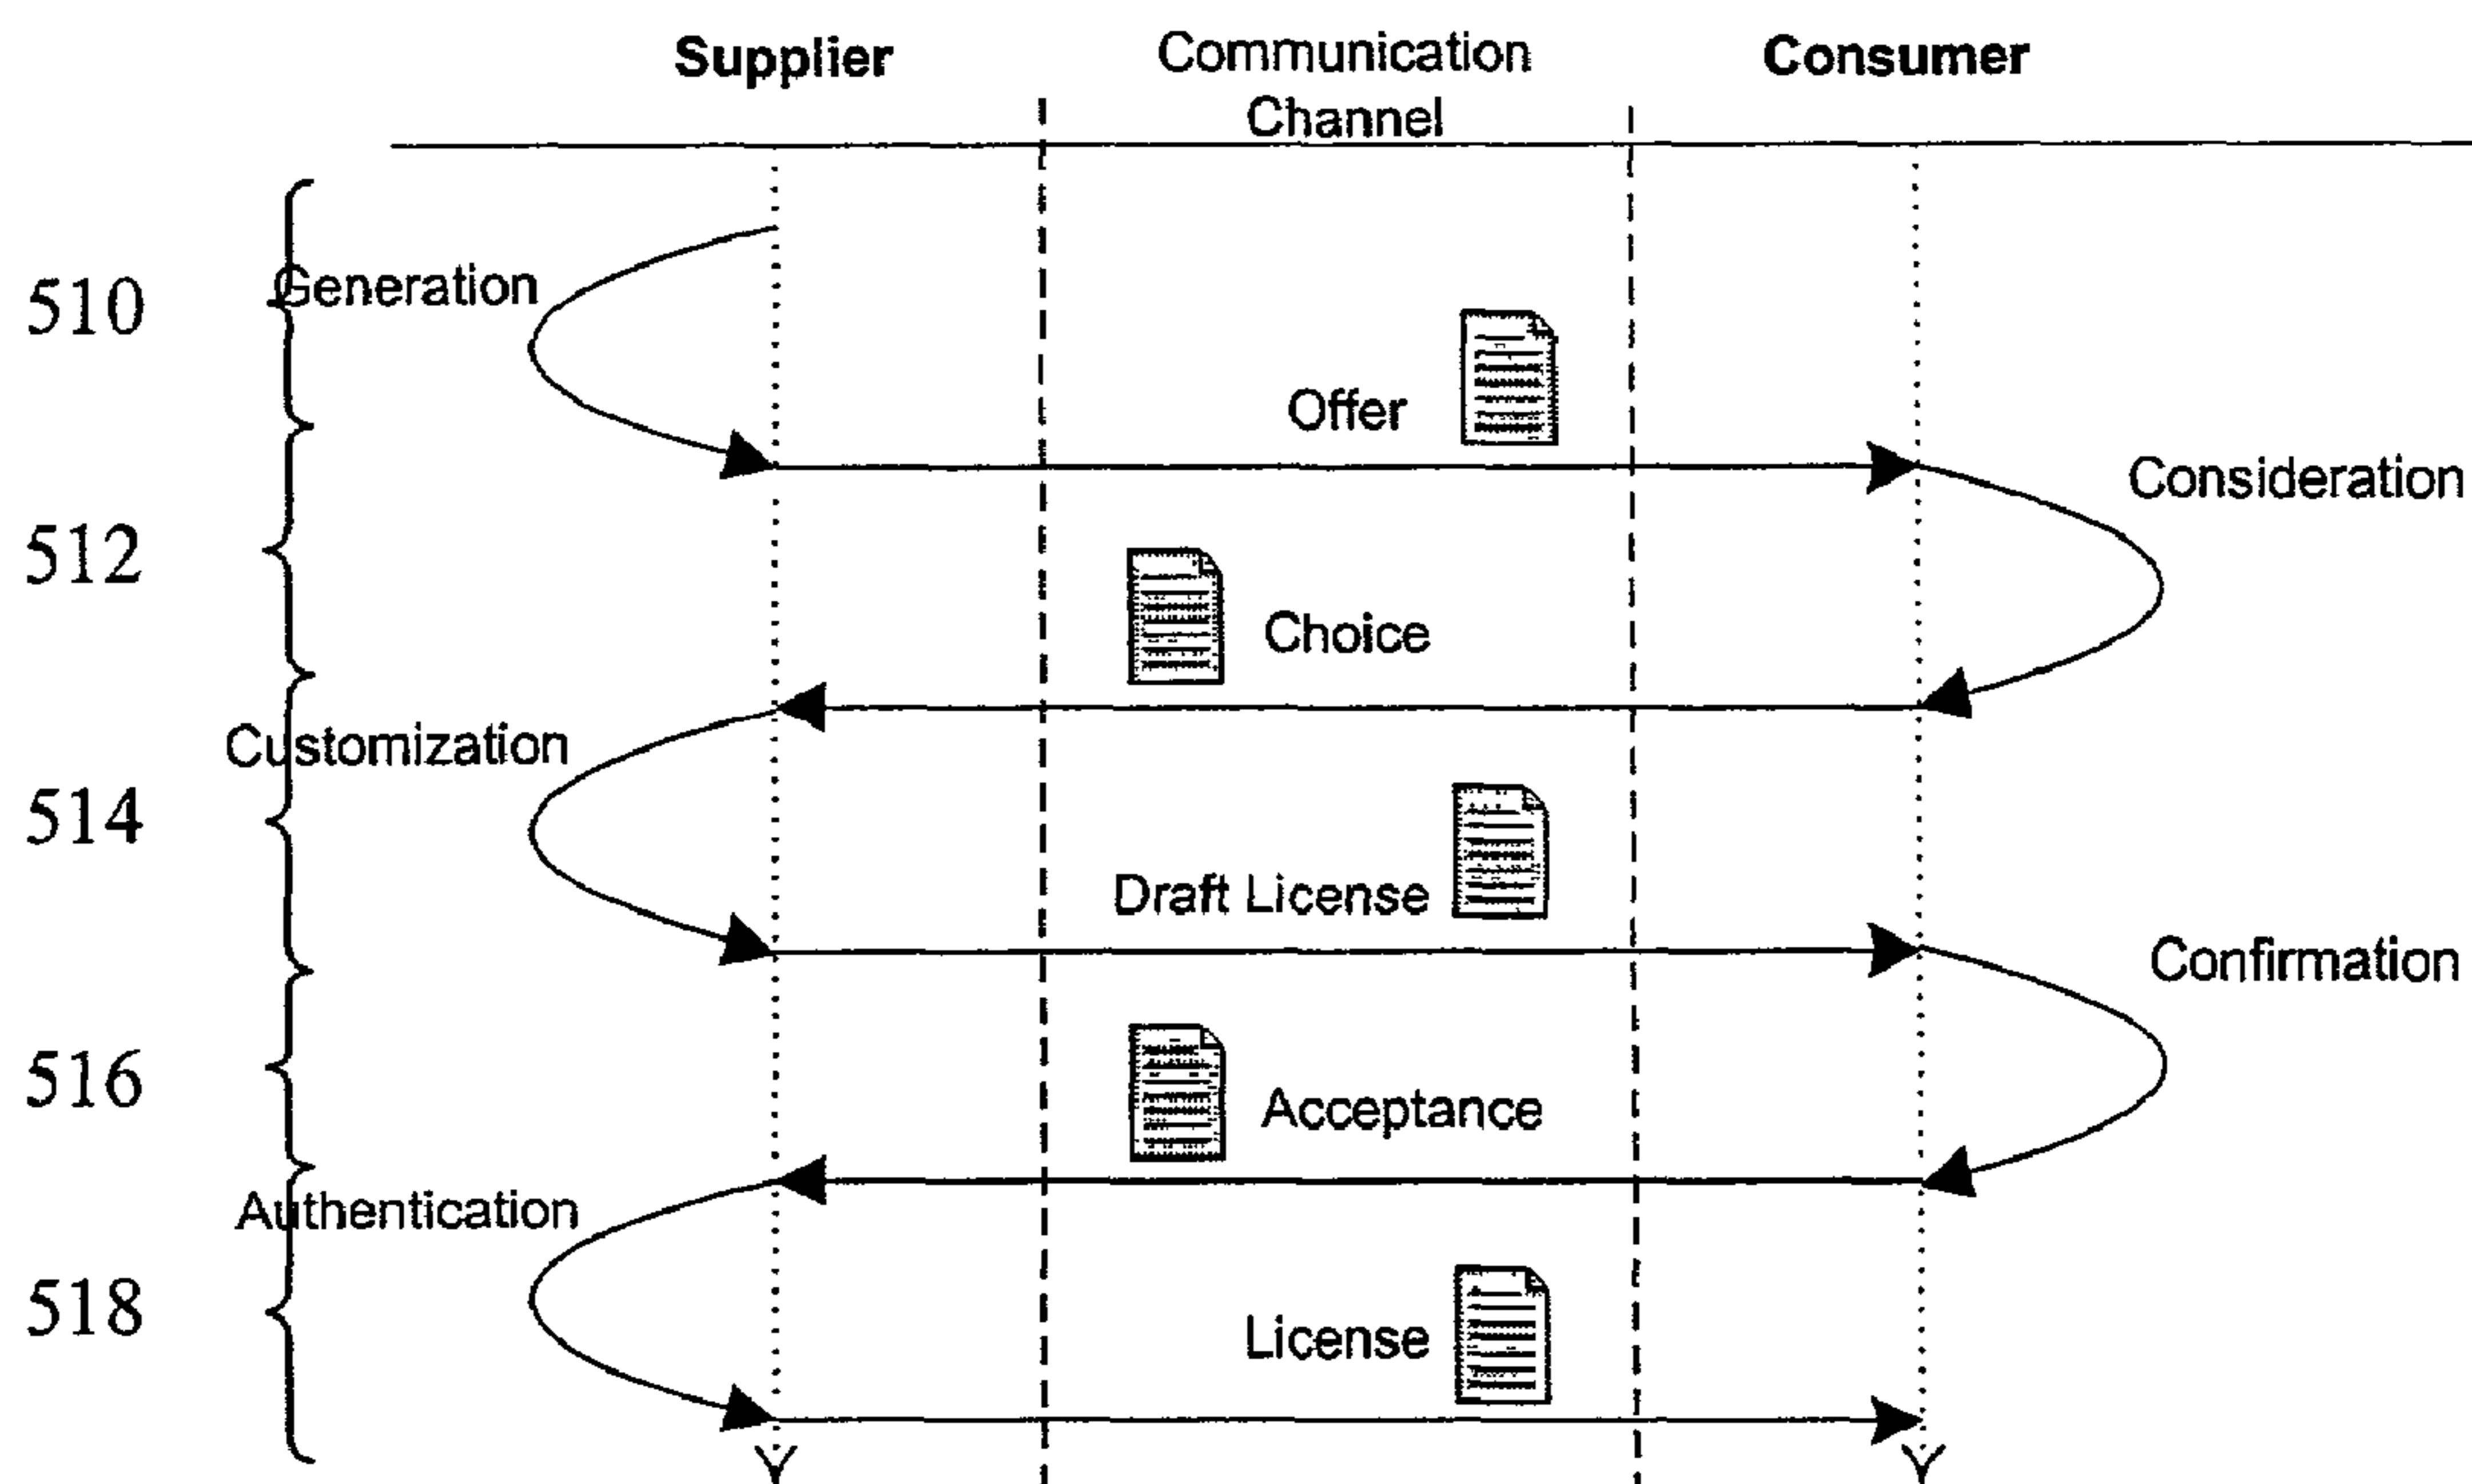 Supplier
Communication
Channel
Consumer
510
Generation
Offer
Consideration
512
Choice
Customization
514
Draft License
Confirmation
516
Acceptance
Authentication
518
License